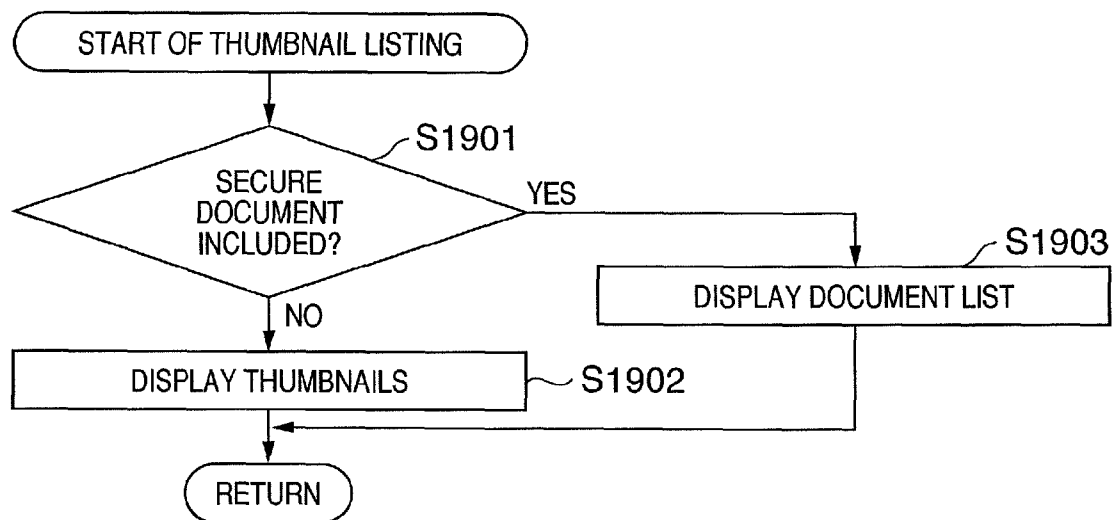 START OF THUMBNAIL LISTING
S1901
SECURE
DOCUMENT
INCLUDED?
YES
S1903
DISPLAY DOCUMENT LIST
NO
DISPLAY THUMBNAILS
S1902
RETURN